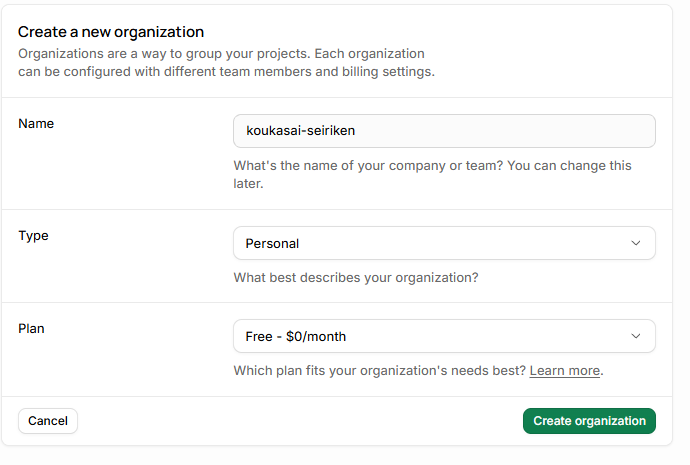 Create a new organization
Organizations are a way to group your projects. Each organization
can be configured with different team members and billing settings.
Name
koukasai-seiriken
What's the name of your company or team? You can change this
later.
Type
Personal
What best describes your organization?
Plan
Free - $0/month
Which plan fits your organization's needs best? Learn more.
Cancel
Create organization